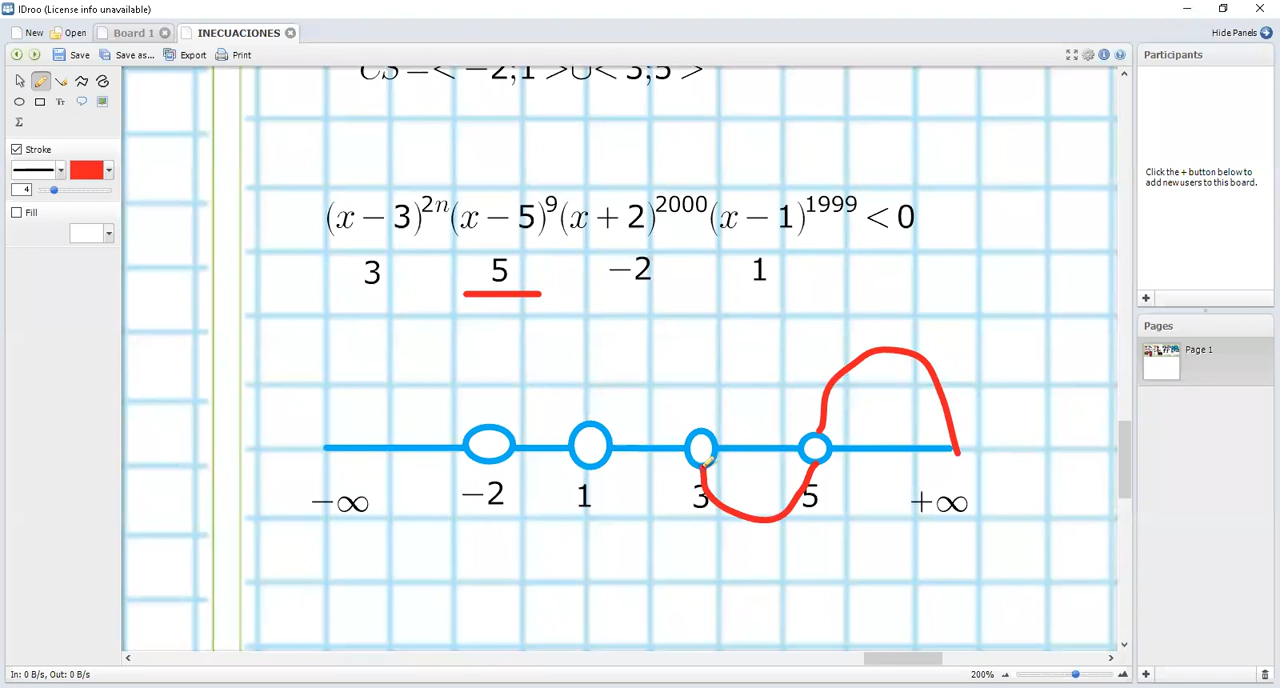 IDroo (License info unavailable)
New Open Board 1 INECUACIONES Hide Panels
Save Save as... Export Print
Participants
Click the + button below to add new users to this board.
Tr
Σ
Stroke
4
Fill
CS = < −2;1 > ∪ < 3;5 >
(x − 3)^2n (x − 5)^9 (x + 2)^2000 (x − 1)^1999 < 0
3 5 −2 1
−∞ −2 1 3 5 +∞
Pages
Page 1
In: 0 B/s, Out: 0 B/s 200%